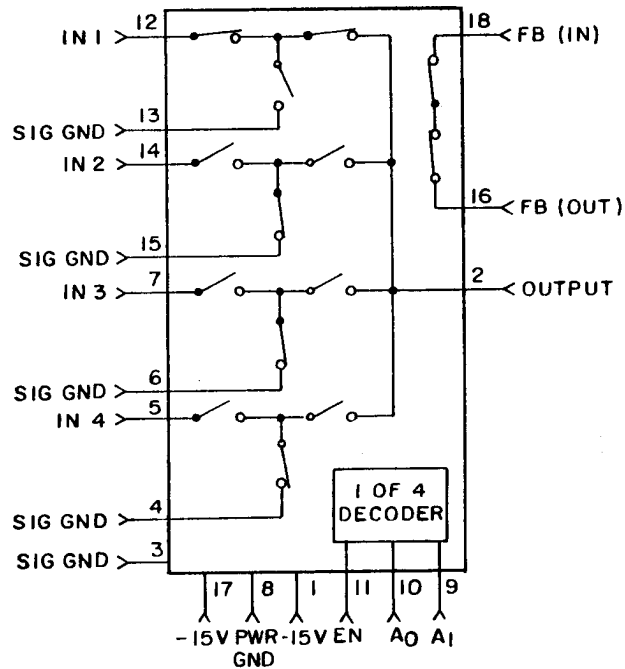 12
IN 1
18
FB (IN)
13
SIG GND
14
IN 2
16
FB (OUT)
15
SIG GND
7
IN 3
2
OUTPUT
6
SIG GND
5
IN 4
1 OF 4
DECODER
4
SIG GND
3
SIG GND
17 8 1 11 10 9
-15V PWR GND -15V EN A0 A1